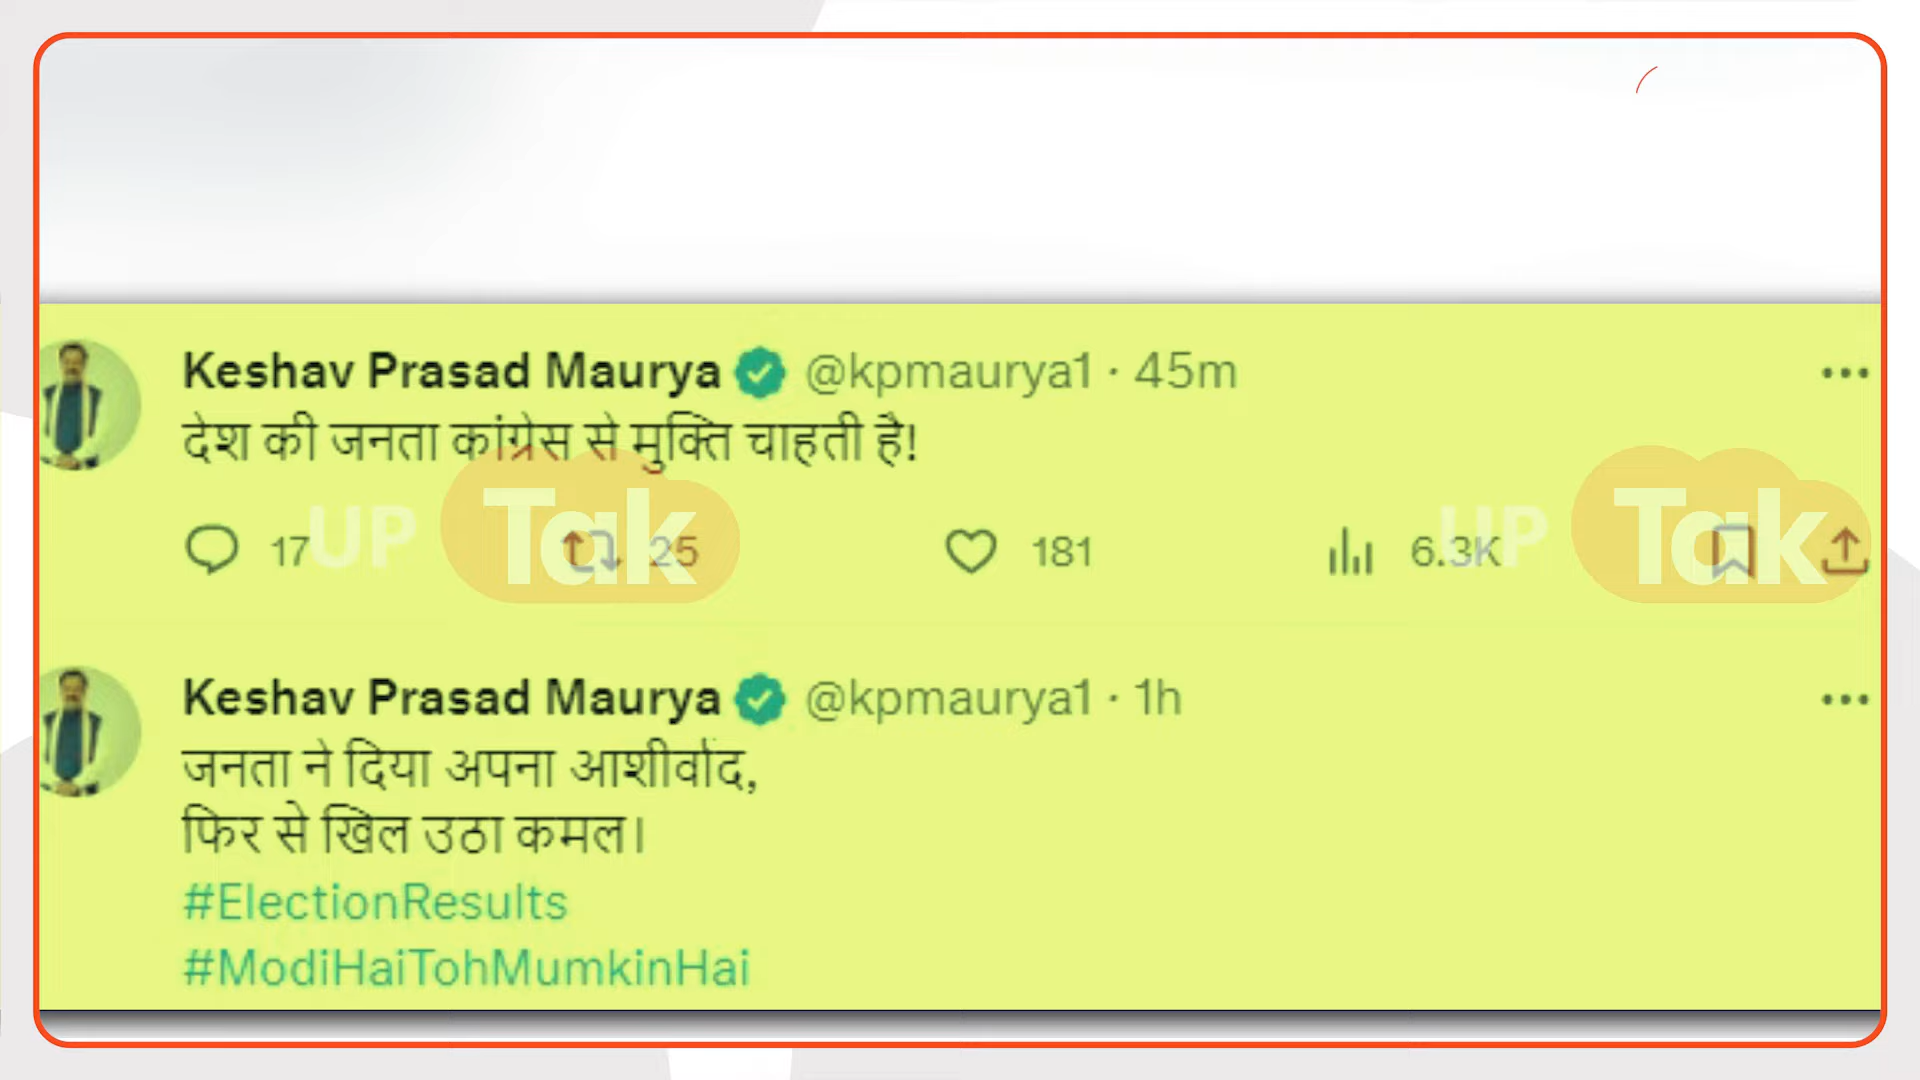 Keshav Prasad Maurya @kpmaurya1 · 45m
देश की जनता कांग्रेस से मुक्ति चाहती है!
17 25 181 6.3K
UP Tak UP Tak
Keshav Prasad Maurya @kpmaurya1 · 1h
जनता ने दिया अपना आशीर्वाद,
फिर से खिल उठा कमल।
#ElectionResults
#ModiHaiTohMumkinHai